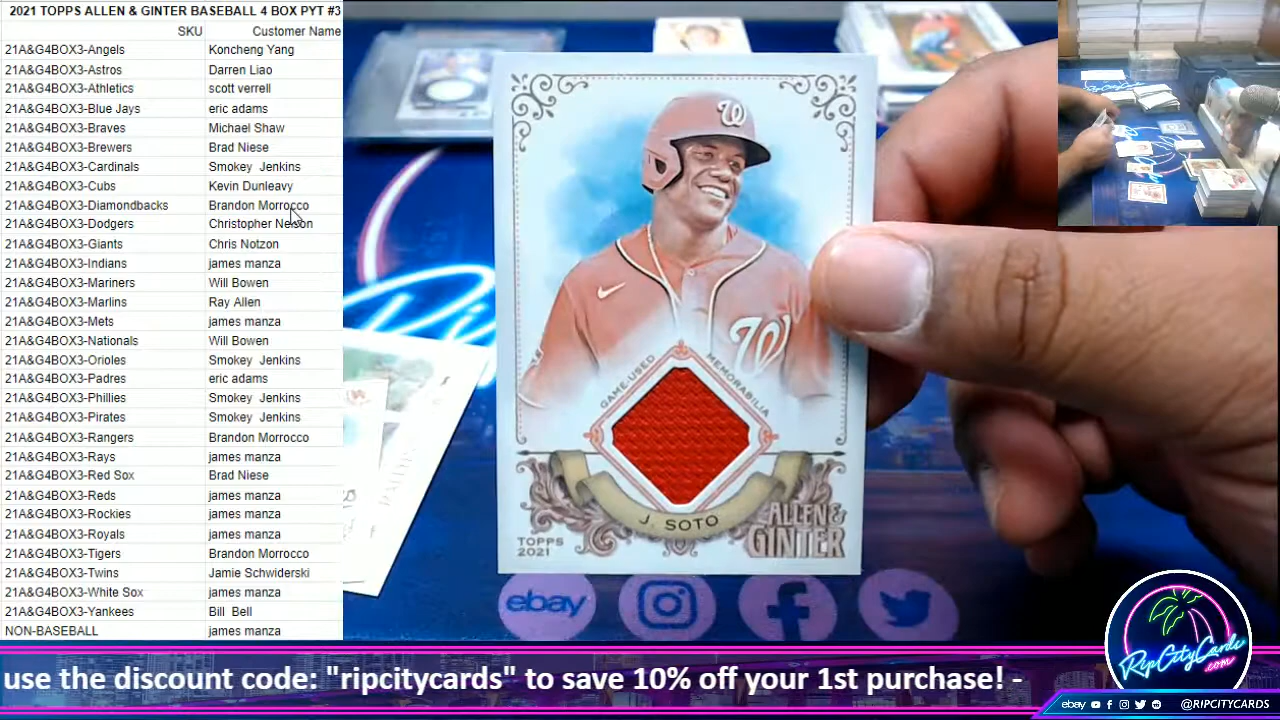 2021 TOPPS ALLEN & GINTER BASEBALL 4 BOX PYT #3
SKU Customer Name
21A&G4BOX3-Angels Koncheng Yang
21A&G4BOX3-Astros Darren Liao
21A&G4BOX3-Athletics scott verrell
21A&G4BOX3-Blue Jays eric adams
21A&G4BOX3-Braves Michael Shaw
21A&G4BOX3-Brewers Brad Niese
21A&G4BOX3-Cardinals Smokey Jenkins
21A&G4BOX3-Cubs Kevin Dunleavy
21A&G4BOX3-Diamondbacks Brandon Morrocco
21A&G4BOX3-Dodgers Christopher Nelson
21A&G4BOX3-Giants Chris Notzon
21A&G4BOX3-Indians james manza
21A&G4BOX3-Mariners Will Bowen
21A&G4BOX3-Marlins Ray Allen
21A&G4BOX3-Mets james manza
21A&G4BOX3-Nationals Will Bowen
21A&G4BOX3-Orioles Smokey Jenkins
21A&G4BOX3-Padres eric adams
21A&G4BOX3-Phillies Smokey Jenkins
21A&G4BOX3-Pirates Smokey Jenkins
21A&G4BOX3-Rangers Brandon Morrocco
21A&G4BOX3-Rays james manza
21A&G4BOX3-Red Sox Brad Niese
21A&G4BOX3-Reds james manza
21A&G4BOX3-Rockies james manza
21A&G4BOX3-Royals james manza
21A&G4BOX3-Tigers Brandon Morrocco
21A&G4BOX3-Twins Jamie Schwiderski
21A&G4BOX3-White Sox james manza
21A&G4BOX3-Yankees Bill Bell
NON-BASEBALL james manza
W
W
GAME-USED MEMORABILIA
J. SOTO
TOPPS
2021
ALLEN &
GINTER
ebay
use the discount code: "ripcitycards" to save 10% off your 1st purchase! -
RipCityCards
.com
ebay @RIPCITYCARDS